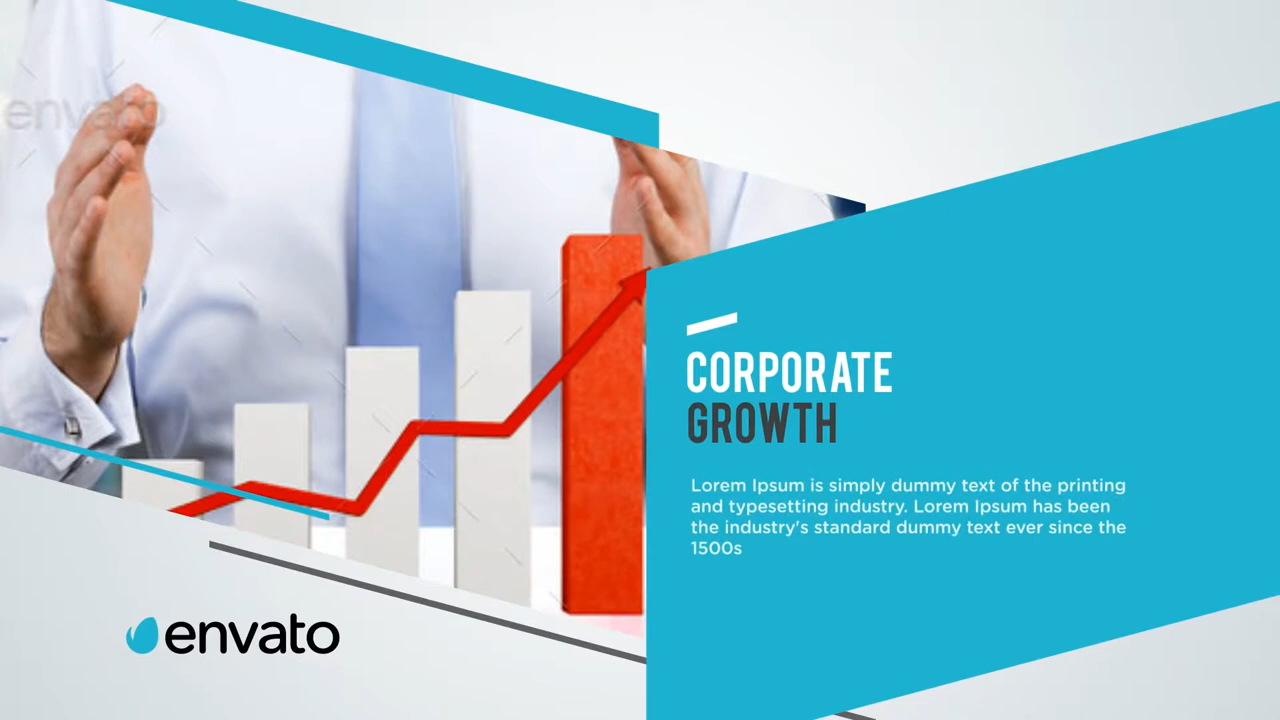 envato
CORPORATE
GROWTH
Lorem Ipsum is simply dummy text of the printing
and typesetting industry. Lorem Ipsum has been
the industry's standard dummy text ever since the
1500s
envato